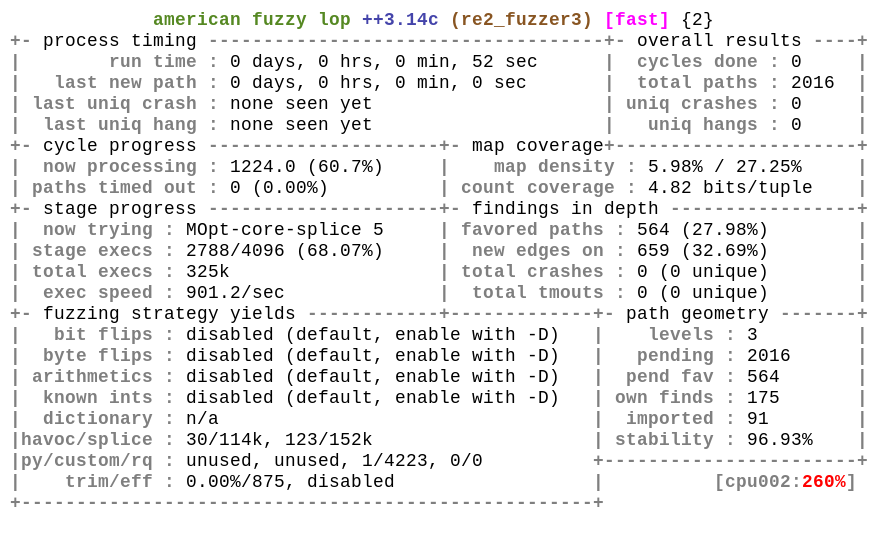 american fuzzy lop ++3.14c (re2_fuzzer3) [fast] {2}
+- process timing ------------------------------------+- overall results ----+
|        run time : 0 days, 0 hrs, 0 min, 52 sec      |  cycles done : 0     |
|   last new path : 0 days, 0 hrs, 0 min, 0 sec       |  total paths : 2016  |
| last uniq crash : none seen yet                     | uniq crashes : 0     |
|  last uniq hang : none seen yet                     |   uniq hangs : 0     |
+- cycle progress ---------------------+- map coverage+----------------------+
|  now processing : 1224.0 (60.7%)     |    map density : 5.98% / 27.25%     |
| paths timed out : 0 (0.00%)          | count coverage : 4.82 bits/tuple    |
+- stage progress ---------------------+- findings in depth -----------------+
|  now trying : MOpt-core-splice 5     | favored paths : 564 (27.98%)        |
| stage execs : 2788/4096 (68.07%)     |  new edges on : 659 (32.69%)        |
| total execs : 325k                   | total crashes : 0 (0 unique)        |
|  exec speed : 901.2/sec              |  total tmouts : 0 (0 unique)        |
+- fuzzing strategy yields ------------+-------------+- path geometry -------+
|   bit flips : disabled (default, enable with -D)   |    levels : 3         |
|  byte flips : disabled (default, enable with -D)   |   pending : 2016      |
| arithmetics : disabled (default, enable with -D)   |  pend fav : 564       |
|  known ints : disabled (default, enable with -D)   | own finds : 175       |
|  dictionary : n/a                                  |  imported : 91        |
|havoc/splice : 30/114k, 123/152k                    | stability : 96.93%    |
|py/custom/rq : unused, unused, 1/4223, 0/0          +-----------------------+
|    trim/eff : 0.00%/875, disabled                  |          [cpu002:260%]
+----------------------------------------------------+